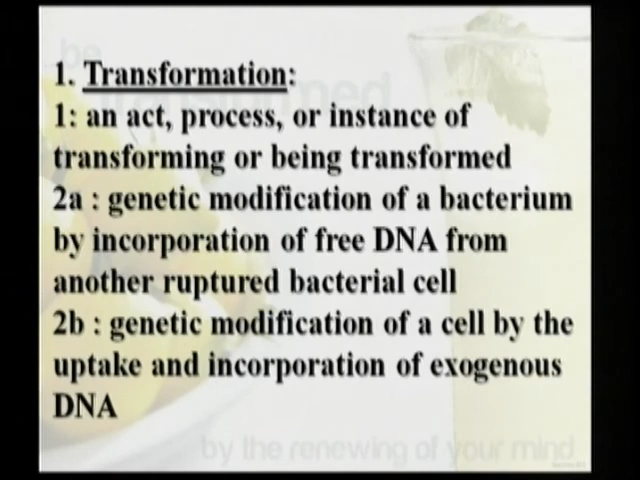 be
transformed
1. Transformation:
1: an act, process, or instance of
transforming or being transformed
2a : genetic modification of a bacterium
by incorporation of free DNA from
another ruptured bacterial cell
2b : genetic modification of a cell by the
uptake and incorporation of exogenous
DNA
by the renewing of your mind